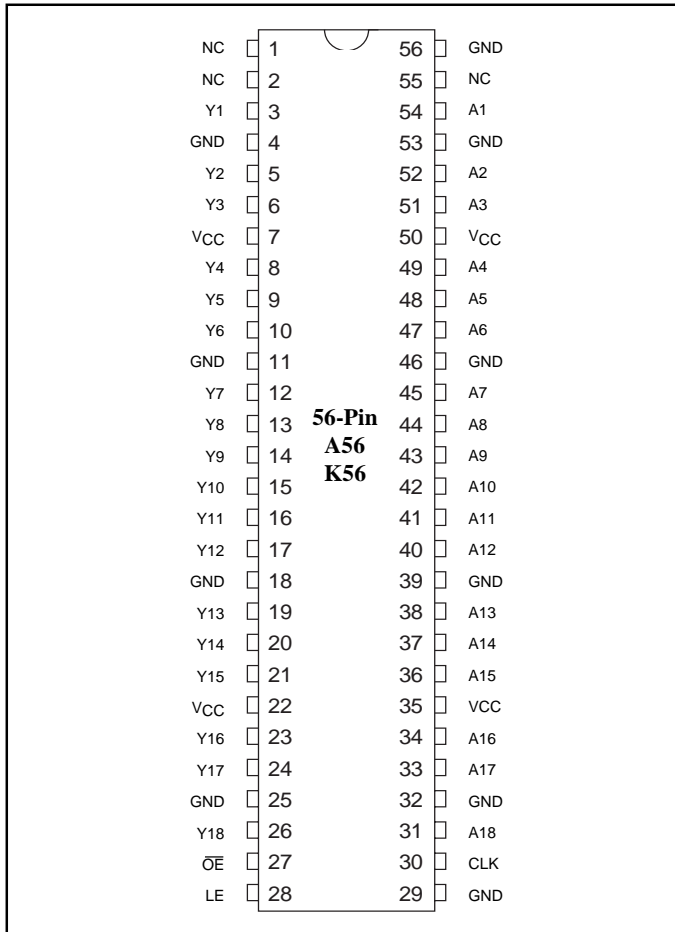 NC 1 56 GND
NC 2 55 NC
Y1 3 54 A1
GND 4 53 GND
Y2 5 52 A2
Y3 6 51 A3
VCC 7 50 VCC
Y4 8 49 A4
Y5 9 48 A5
Y6 10 47 A6
GND 11 46 GND
Y7 12 45 A7
Y8 13 56-Pin 44 A8
A56
Y9 14 43 A9
K56
Y10 15 42 A10
Y11 16 41 A11
Y12 17 40 A12
GND 18 39 GND
Y13 19 38 A13
Y14 20 37 A14
Y15 21 36 A15
VCC 22 35 VCC
Y16 23 34 A16
Y17 24 33 A17
GND 25 32 GND
Y18 26 31 A18
O̅E̅ 27 30 CLK
LE 28 29 GND